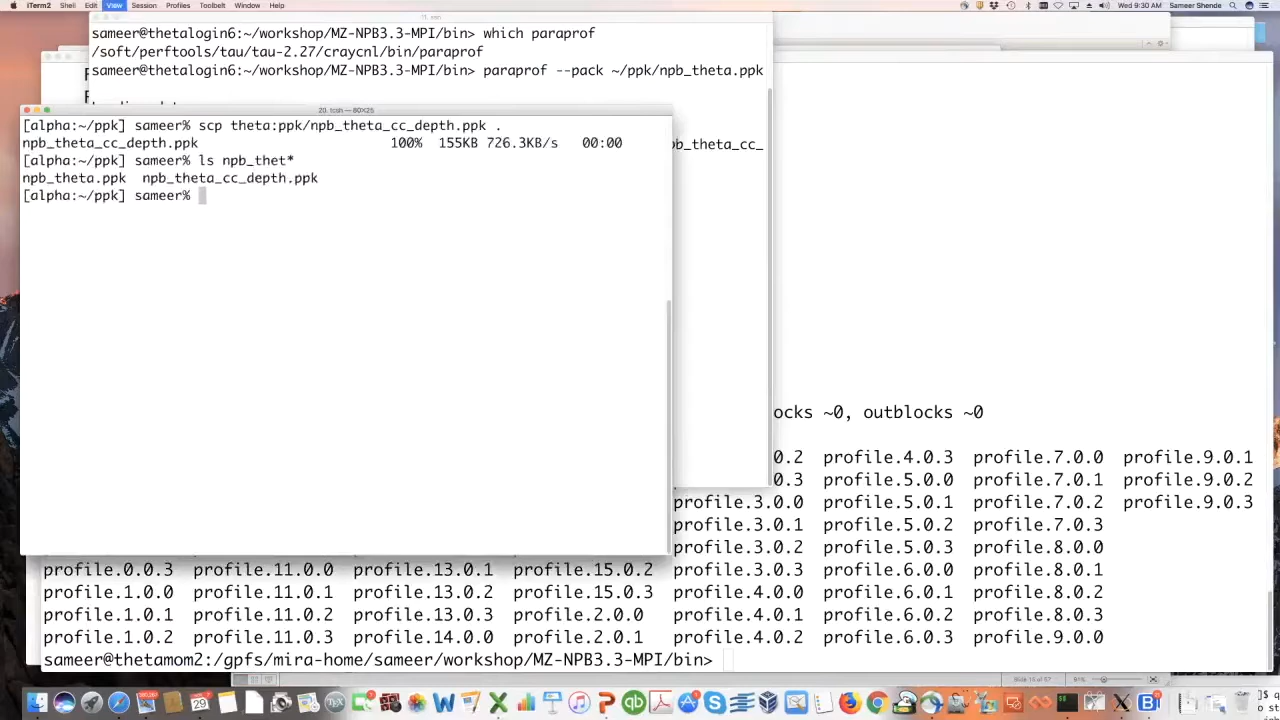 iTerm2 Shell Edit View Session Profiles Toolbelt Window Help Wed 9:30 AM Sameer Shende
sameer@thetalogin6:~/workshop/MZ-NPB3.3-MPI/bin> which paraprof
/soft/perftools/tau/tau-2.27/craycnl/bin/paraprof
sameer@thetalogin6:~/workshop/MZ-NPB3.3-MPI/bin> paraprof --pack ~/ppk/npb_theta.ppk
20. tcsh — 80X25
[alpha:~/ppk] sameer% scp theta:ppk/npb_theta_cc_depth.ppk .
npb_theta_cc_depth.ppk 100% 155KB 726.3KB/s 00:00
[alpha:~/ppk] sameer% ls npb_thet*
npb_theta.ppk npb_theta_cc_depth.ppk
[alpha:~/ppk] sameer%
pb_theta_cc_
ocks ~0, outblocks ~0
0.2 profile.4.0.3 profile.7.0.0 profile.9.0.1
0.3 profile.5.0.0 profile.7.0.1 profile.9.0.2
profile.3.0.0 profile.5.0.1 profile.7.0.2 profile.9.0.3
profile.3.0.1 profile.5.0.2 profile.7.0.3
profile.3.0.2 profile.5.0.3 profile.8.0.0
profile.0.0.3 profile.11.0.0 profile.13.0.1 profile.15.0.2 profile.3.0.3 profile.6.0.0 profile.8.0.1
profile.1.0.0 profile.11.0.1 profile.13.0.2 profile.15.0.3 profile.4.0.0 profile.6.0.1 profile.8.0.2
profile.1.0.1 profile.11.0.2 profile.13.0.3 profile.2.0.0 profile.4.0.1 profile.6.0.2 profile.8.0.3
profile.1.0.2 profile.11.0.3 profile.14.0.0 profile.2.0.1 profile.4.0.2 profile.6.0.3 profile.9.0.0
sameer@thetamom2:/gpfs/mira-home/sameer/workshop/MZ-NPB3.3-MPI/bin>